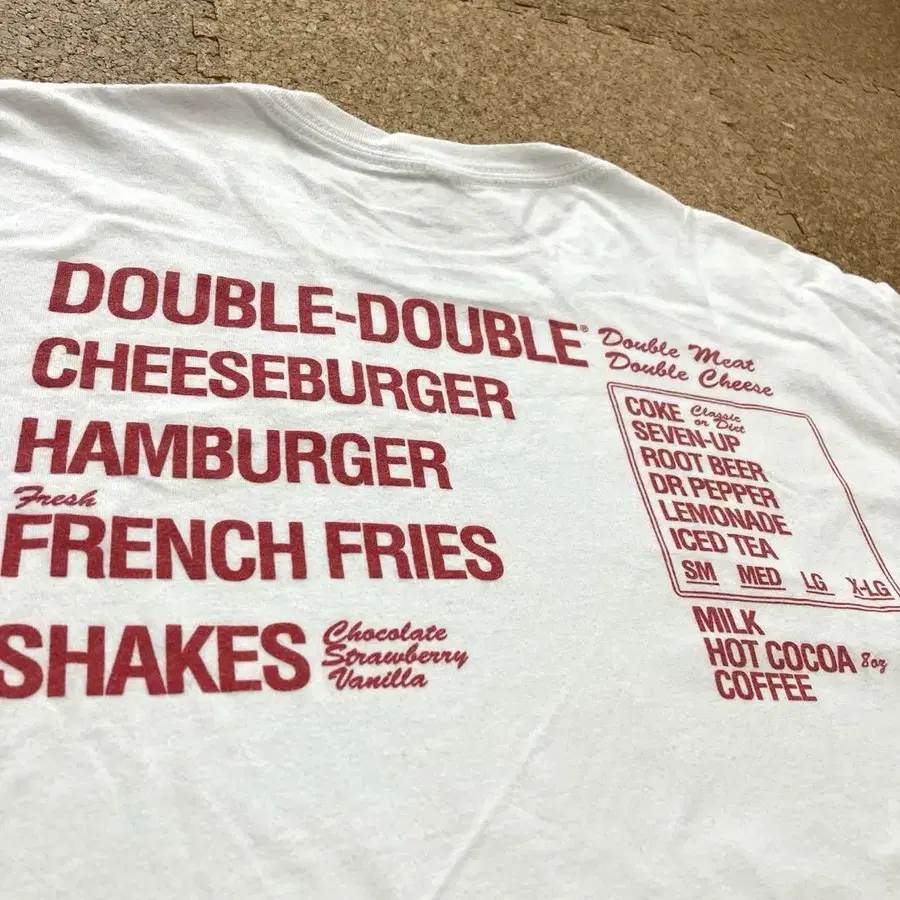 DOUBLE-DOUBLE®
Double Meat
Double Cheese
CHEESEBURGER
HAMBURGER
Fresh
FRENCH FRIES
SHAKES
Chocolate
Strawberry
Vanilla
COKE Classic or Diet
SEVEN-UP
ROOT BEER
DR PEPPER
LEMONADE
ICED TEA
SM MED LG X-LG
MILK
HOT COCOA 8oz
COFFEE